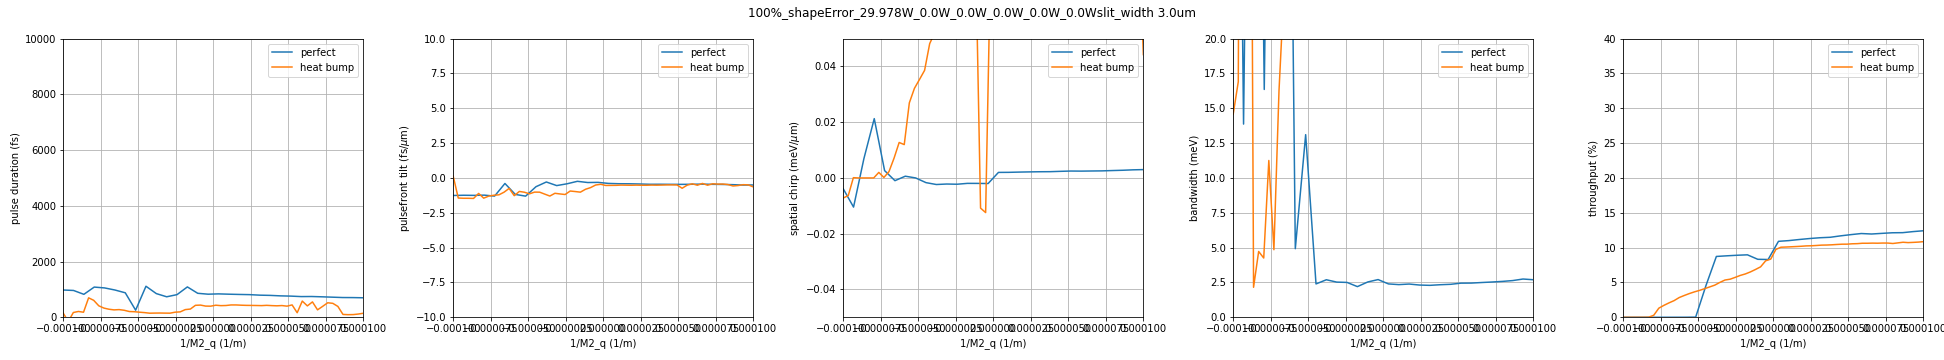 100%_shapeError_29.978W_0.0W_0.0W_0.0W_0.0W_0.0Wslit_width 3.0um
pulse duration (fs)
10000
8000
6000
4000
2000
0
perfect
heat bump
1/M2_q (1/m)
pulsefront tilt (fs/μm)
10.0
7.5
5.0
2.5
0.0
−2.5
−5.0
−7.5
−10.0
perfect
heat bump
1/M2_q (1/m)
spatial chirp (meV/μm)
0.04
0.02
0.00
−0.02
−0.04
perfect
heat bump
1/M2_q (1/m)
bandwidth (meV)
20.0
17.5
15.0
12.5
10.0
7.5
5.0
2.5
0.0
perfect
heat bump
1/M2_q (1/m)
throughput (%)
40
35
30
25
20
15
10
5
0
perfect
heat bump
1/M2_q (1/m)